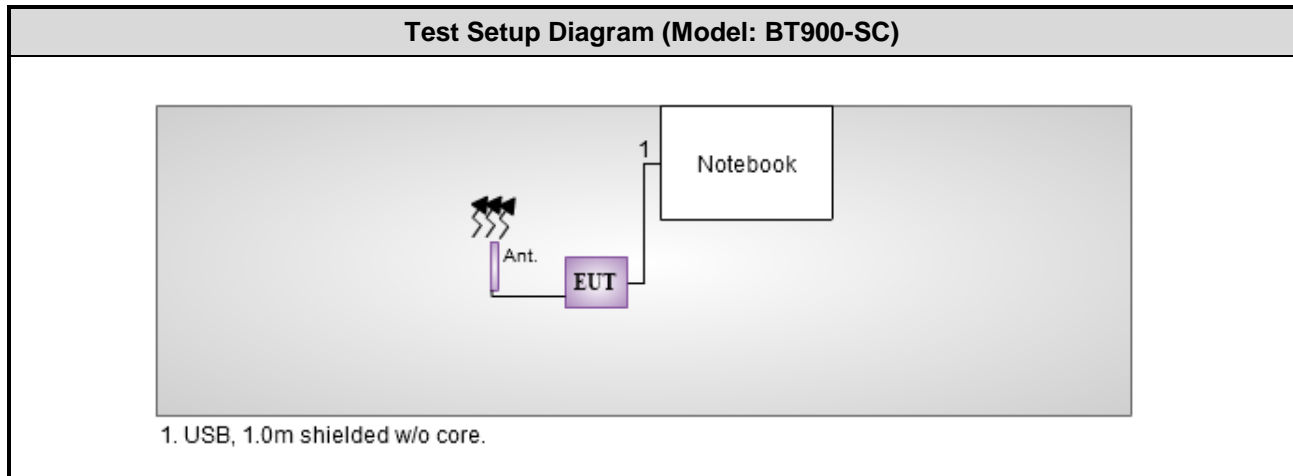 Test Setup Diagram (Model: BT900-SC)
1
Notebook
Ant.
EUT
1. USB, 1.0m shielded w/o core.